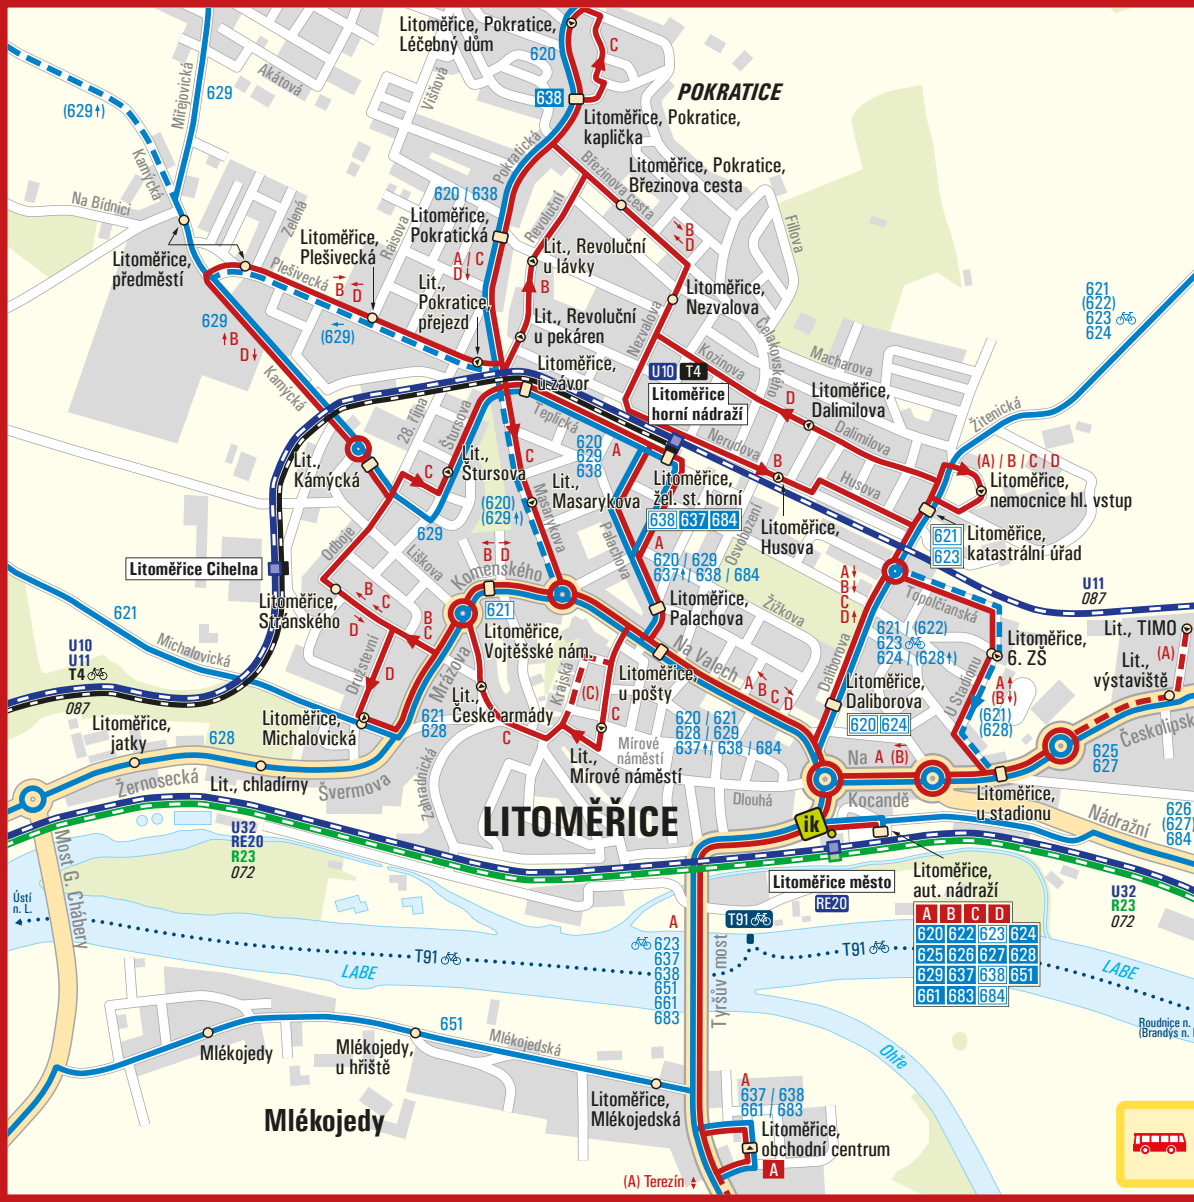 Litoměřice, Pokratice,
Léčebný dům
620
C
POKRATICE
638
Litoměřice, Pokratice,
kaplička
Akátová
Višňová
Miřejovická
629
(629↑)
Kamýcká
Pokratická
Březinova cesta
Litoměřice, Pokratice,
Březinova cesta
Na Bídnici
Zelená
Raisova
620 / 638
Litoměřice,
Pokratická
Revoluční
Fillova
B
D
Litoměřice,
předměstí
Litoměřice,
Plešivecká
Plešivecká
B D
A / C
D↓
Lit., Revoluční
u lávky
B
Lit.,
Pokratice,
přejezd
(629)
Lit., Revoluční
u pekáren
Litoměřice,
Nezvalova
Nezvalova
621
(622)
623
624
629
↑B
D↓
Kamýcká
Litoměřice,
u závor
U10 T4
Litoměřice
horní nádraží
Kozinova
Čelakovského
Macharova
Litoměřice,
Dalimilova
D
Dalimilova
Žitenická
28. října
Štursova
Teplická
620
629
638
A
Nerudova
B
Husova
(A) / B / C / D
Litoměřice,
nemocnice hl. vstup
Lit.,
Kamýcká
C
Lit.,
Štursova
C
Lit.,
Masarykova
Masarykova
(620)
(629↑)
Litoměřice,
žel. st. horní
638 637 684
Litoměřice,
Husova
Osvobození
621
623
Litoměřice,
katastrální úřad
629
Odboje
Liškova
B D
Komenského
Palachova
A
620 / 629
637↑/ 638 / 684
Litoměřice Cihelna
Litoměřice,
Stránského
B
C
D
B
C
621
Litoměřice,
Vojtěšské nám.
Litoměřice,
Palachova
Žižkova
A↓
B↓
C
D↑
Topolčianská
U11
087
621
Michalovická
U10
U11
T4
087
Družstevní
D
Mrázova
Na Valech
621 / (622)
623
624 / (628↑)
Litoměřice,
6. ZŠ
Lit., TIMO
(A)
Lit.,
výstaviště
Krajská
(C)
Litoměřice,
u pošty
A B C D
Daliborova
Litoměřice,
Daliborova
620 624
U Stadionu
A↑
(B↓)
(621)
(628)
Lit.,
České armády
C
C
Litoměřice,
jatky
628
Litoměřice,
Michalovická
621
628
Lit.,
Mírové náměstí
Mírové
náměstí
620 / 621
628 / 629
637↑/ 638 / 684
Na A (B)
Kocandě
Českolipsk
625
627
Žernosecká
Lit., chladírny
Švermova
Zahradnická
LITOMĚŘICE
Dlouhá
Litoměřice,
u stadionu
Nádražní
626
(627)
684
ik
U32
RE20
R23
072
Most G. Chábery
Litoměřice město
RE20
Litoměřice,
aut. nádraží
A B C D
620 622 623 624
625 626 627 628
629 637 638 651
661 683 684
U32
R23
072
Ústí
n. L.
LABE
T91
A
623
637
638
651
661
683
Tyršův most
T91
T91
LABE
Roudnice n.
(Brandýs n. L
651
Mlékojedy
Mlékojedy,
u hřiště
Mlékojedská
Ohře
Mlékojedy
Litoměřice,
Mlékojedská
A
637 / 638
661 / 683
Litoměřice,
obchodní centrum
A
(A) Terezín